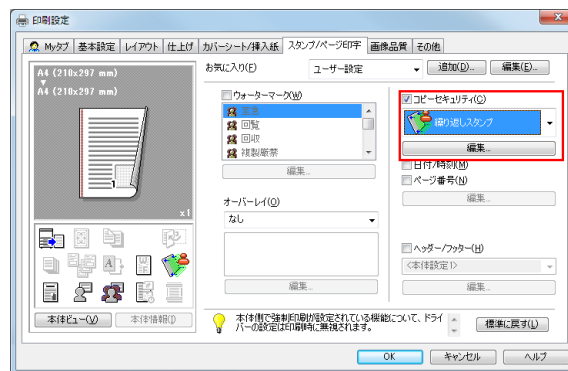 印刷設定
Myタブ 基本設定 レイアウト 仕上げ カバーシート/挿入紙 スタンプ/ページ印字 画像品質 その他
A4 (210x297 mm)
A4 (210x297 mm)
x1
本体ビュー(V) 本体情報(I)
お気に入り(F) ユーザー設定 追加(D)... 編集(E)...
ウォーターマーク(W)
回覧
回収
複製厳禁
編集...
オーバーレイ(O)
なし
編集...
コピーセキュリティ(C)
繰り返しスタンプ
編集...
日付/時刻(M)
ページ番号(N)
編集...
ヘッダー/フッター(H)
<本体設定1>
編集...
本体側で強制印刷が設定されている機能について、ドライ
バーの設定は印刷時に無視されます。
標準に戻す(L)
OK キャンセル ヘルプ